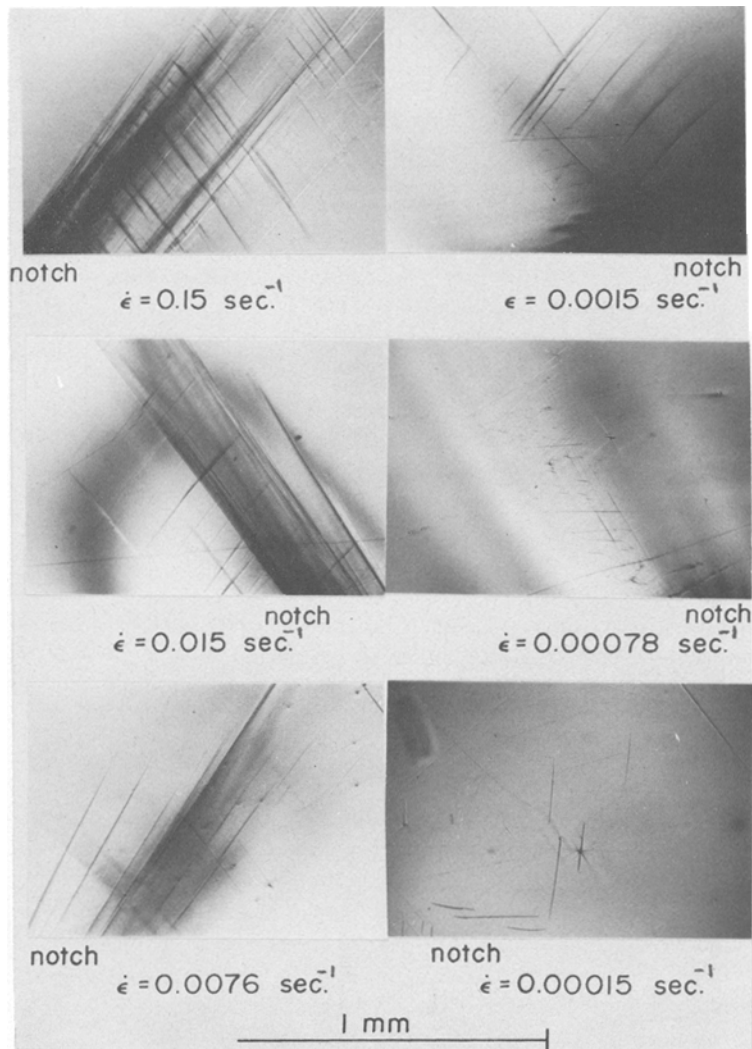 notch notch
ε̇ = 0.15 sec.⁻¹ ε = 0.0015 sec.⁻¹
notch notch
ε̇ = 0.015 sec.⁻¹ ε̇ = 0.00078 sec.⁻¹
notch notch
ε̇ = 0.0076 sec.⁻¹ ε̇ = 0.00015 sec.⁻¹
1 mm